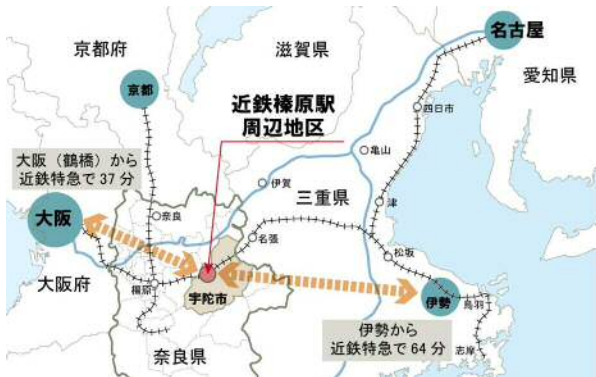 京都府
滋賀県
名古屋
愛知県
京都
近鉄榛原駅
周辺地区
四日市
亀山
大阪（鶴橋）から
近鉄特急で 37 分
伊賀
三重県
奈良
津
大阪
名張
松坂
大阪府
橿原
宇陀市
伊勢
鳥羽
伊勢から
近鉄特急で 64 分
志摩
奈良県